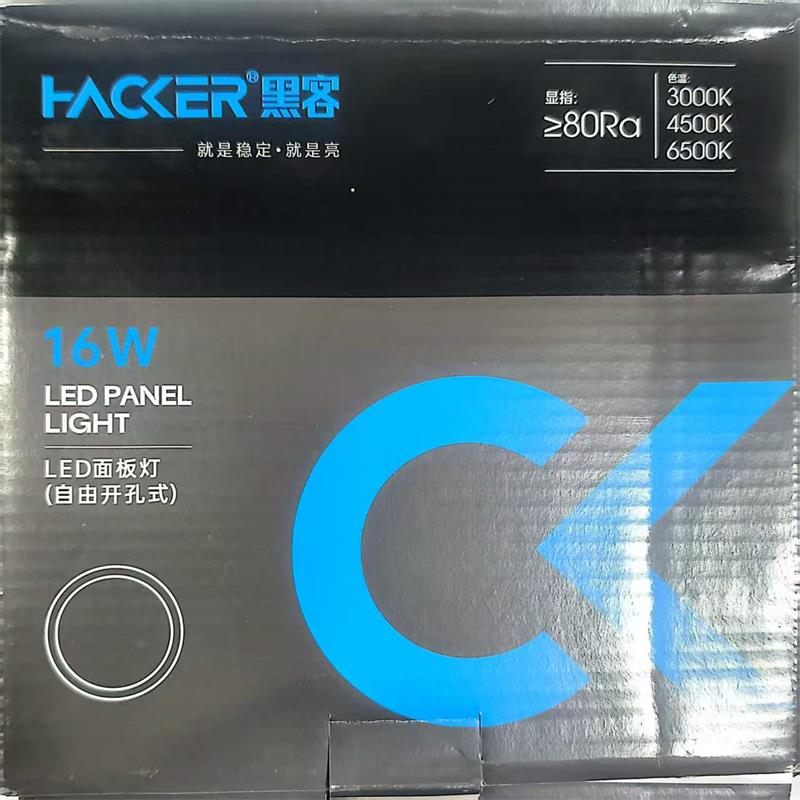 HACKER®黑客
就是稳定·就是亮
显指:
≥80Ra
色温:
3000K
4500K
6500K
16W
LED PANEL
LIGHT
LED面板灯
(自由开孔式)
CK